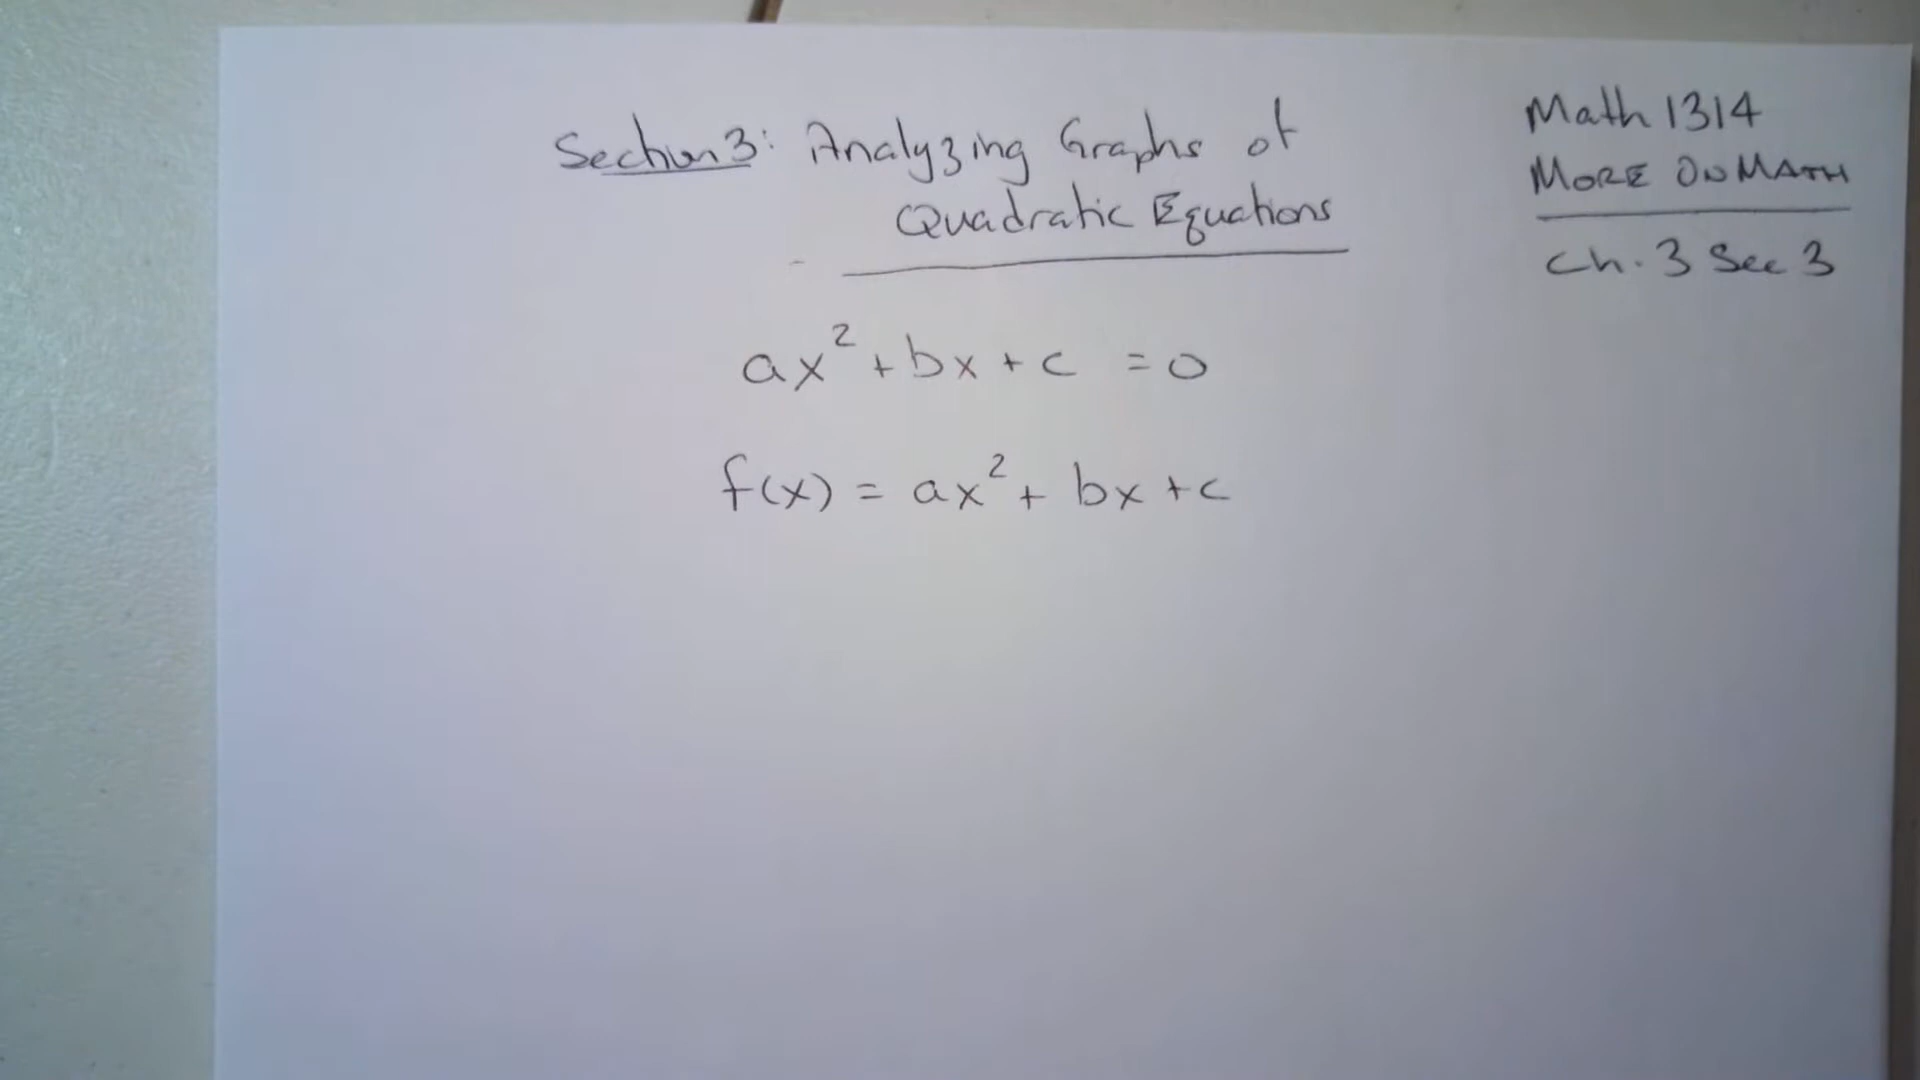 Section 3: Analyzing Graphs of
Quadratic Equations
Math 1314
MORE ON MATH
Ch. 3 Sec 3
ax² + bx + c = 0
f(x) = ax² + bx + c